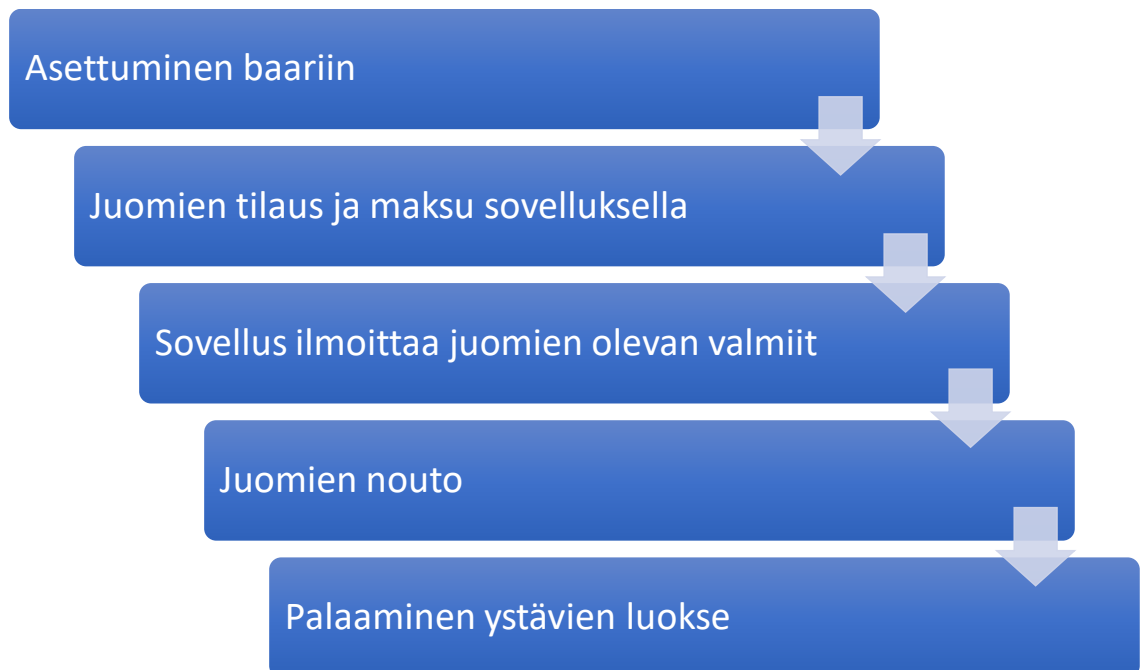 Asettuminen baariin
Juomien tilaus ja maksu sovelluksella
Sovellus ilmoittaa juomien olevan valmiit
Juomien nouto
Palaaminen ystävien luokse